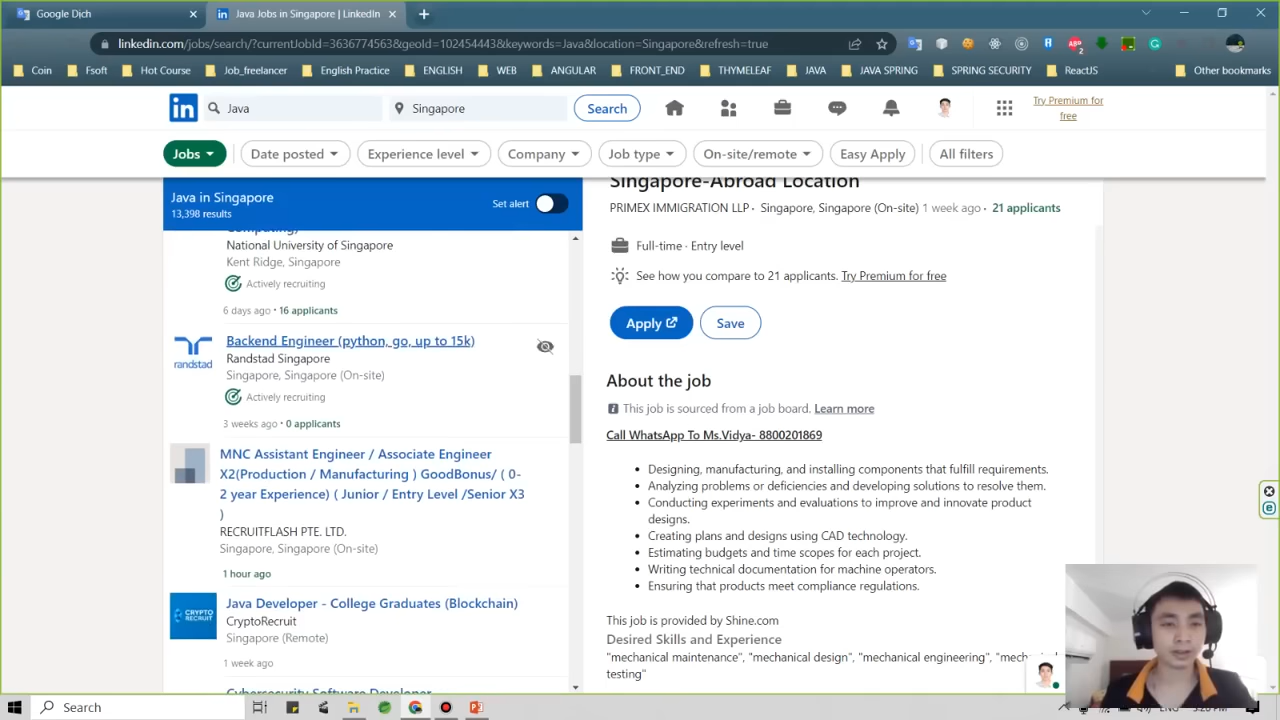 Google Dich
Java Jobs in Singapore | LinkedIn
linkedin.com/jobs/search/?currentJobId=3636774563&geoId=102454443&keywords=Java&location=Singapore&refresh=true
2
Coin
Fsoft
Hot Course
Job_freelancer
English Practice
ENGLISH
WEB
ANGULAR
FRONT_END
THYMELEAF
JAVA
JAVA SPRING
SPRING SECURITY
ReactJS
Other bookmarks
in
Java
Singapore
Search
Try Premium for
free
Jobs
Date posted
Experience level
Company
Job type
On-site/remote
Easy Apply
All filters
Java in Singapore
13,398 results
Set alert
Computing)
National University of Singapore
Kent Ridge, Singapore
Actively recruiting
6 days ago • 16 applicants
randstad
Backend Engineer (python, go, up to 15k)
Randstad Singapore
Singapore, Singapore (On-site)
Actively recruiting
3 weeks ago • 0 applicants
MNC Assistant Engineer / Associate Engineer
X2(Production / Manufacturing ) GoodBonus/ ( 0-
2 year Experience) ( Junior / Entry Level /Senior X3
)
RECRUITFLASH PTE. LTD.
Singapore, Singapore (On-site)
1 hour ago
CRYPTO
RECRUIT
Java Developer - College Graduates (Blockchain)
CryptoRecruit
Singapore (Remote)
1 week ago
Cybersecurity Software Developer
Singapore-Abroad Location
PRIMEX IMMIGRATION LLP · Singapore, Singapore (On-site) 1 week ago · 21 applicants
Full-time · Entry level
See how you compare to 21 applicants. Try Premium for free
Apply
Save
About the job
This job is sourced from a job board. Learn more
Call WhatsApp To Ms.Vidya- 8800201869
• Designing, manufacturing, and installing components that fulfill requirements.
• Analyzing problems or deficiencies and developing solutions to resolve them.
• Conducting experiments and evaluations to improve and innovate product
designs.
• Creating plans and designs using CAD technology.
• Estimating budgets and time scopes for each project.
• Writing technical documentation for machine operators.
• Ensuring that products meet compliance regulations.
This job is provided by Shine.com
Desired Skills and Experience
"mechanical maintenance", "mechanical design", "mechanical engineering", "mechanical
testing"
Search